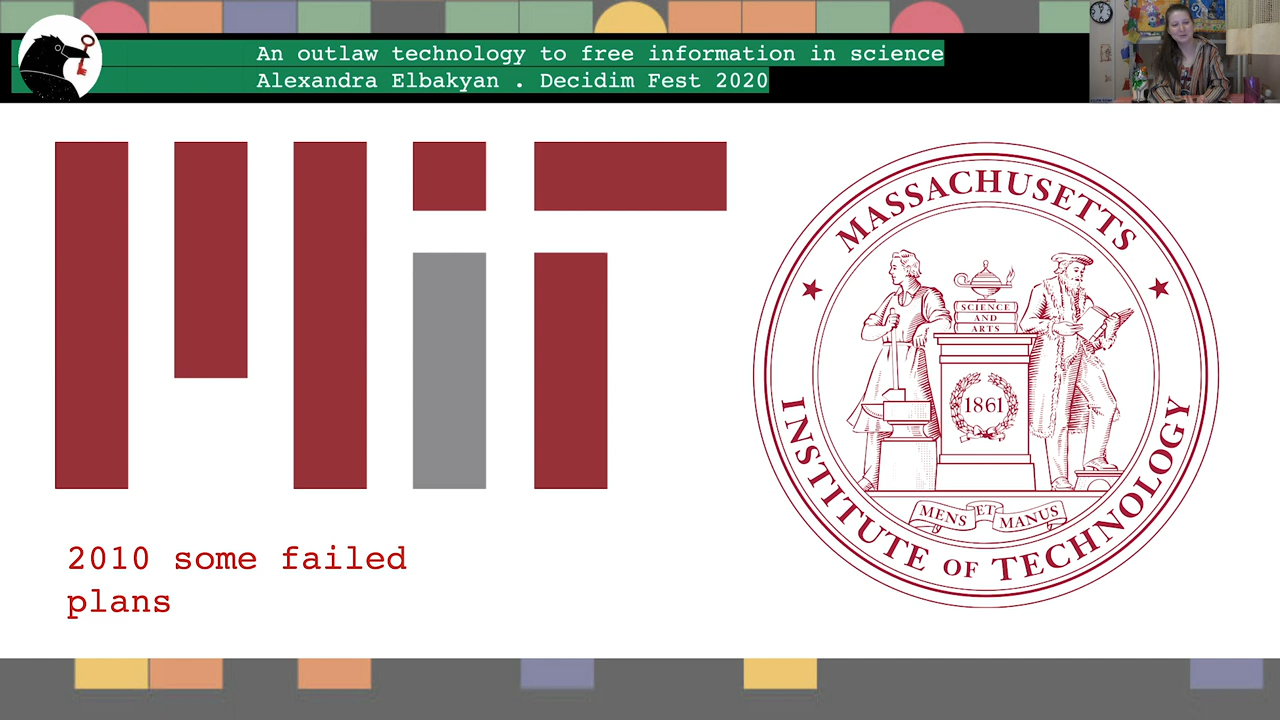 An outlaw technology to free information in science
Alexandra Elbakyan . Decidim Fest 2020
MiT
MASSACHUSETTS
INSTITUTE OF TECHNOLOGY
SCIENCE
AND
ARTS
1861
MENS ET MANUS
2010 some failed
plans